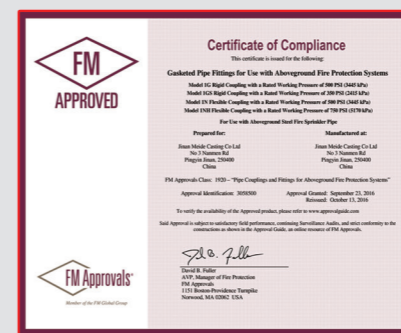 FM
APPROVED
Certificate of Compliance
This certificate is issued for the following:
Gasketed Pipe Fittings for Use with Aboveground Fire Protection Systems
Model 1G Rigid Coupling with a Rated Working Pressure of 500 PSI (3445 kPa)
Model 1GS Rigid Coupling with a Rated Working Pressure of 350 PSI (2415 kPa)
Model 1N Flexible Coupling with a Rated Working Pressure of 500 PSI (3445 kPa)
Model 1NH Flexible Coupling with a Rated Working Pressure of 750 PSI (5170 kPa)
For Use with Aboveground Steel Fire Sprinkler Pipe
Prepared for: Manufactured at:
Jinan Meide Casting Co Ltd Jinan Meide Casting Co Ltd
No 3 Nanmen Rd No 3 Nanmen Rd
Pingyin Jinan, 250400 Pingyin Jinan, 250400
China China
FM Approvals Class: 1920 – "Pipe Couplings and Fittings for Aboveground Fire Protection Systems"
Approval Identification: 3058500 Approval Granted: September 23, 2016
Reissued: October 13, 2016
To verify the availability of the Approved product, please refer to www.approvalguide.com
Said Approval is subject to satisfactory field performance, continuing Surveillance Audits, and strict conformity to the
constructions as shown in the Approval Guide, an online resource of FM Approvals.
David B. Fuller
AVP, Manager of Fire Protection
FM Approvals
1151 Boston-Providence Turnpike
Norwood, MA 02062 USA
FM Approvals
Member of the FM Global Group